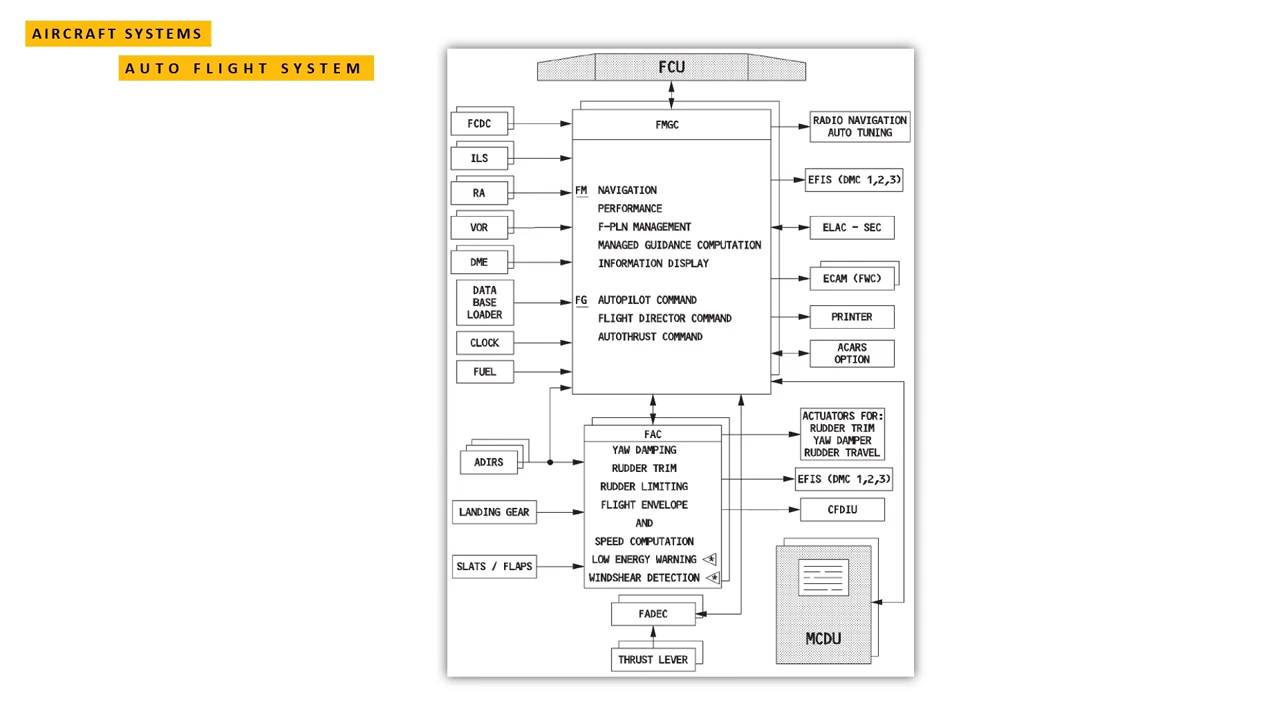 AIRCRAFT SYSTEMS
AUTO FLIGHT SYSTEM
FCU
FCDC
ILS
RA
VOR
DME
DATA
BASE
LOADER
CLOCK
FUEL
ADIRS
LANDING GEAR
SLATS / FLAPS
FMGC
FM NAVIGATION
PERFORMANCE
F-PLN MANAGEMENT
MANAGED GUIDANCE COMPUTATION
INFORMATION DISPLAY
FG AUTOPILOT COMMAND
FLIGHT DIRECTOR COMMAND
AUTOTHRUST COMMAND
FAC
YAW DAMPING
RUDDER TRIM
RUDDER LIMITING
FLIGHT ENVELOPE
AND
SPEED COMPUTATION
LOW ENERGY WARNING *
WINDSHEAR DETECTION *
FADEC
THRUST LEVER
RADIO NAVIGATION
AUTO TUNING
EFIS (DMC 1,2,3)
ELAC - SEC
ECAM (FWC)
PRINTER
ACARS
OPTION
ACTUATORS FOR:
RUDDER TRIM
YAW DAMPER
RUDDER TRAVEL
EFIS (DMC 1,2,3)
CFDIU
MCDU